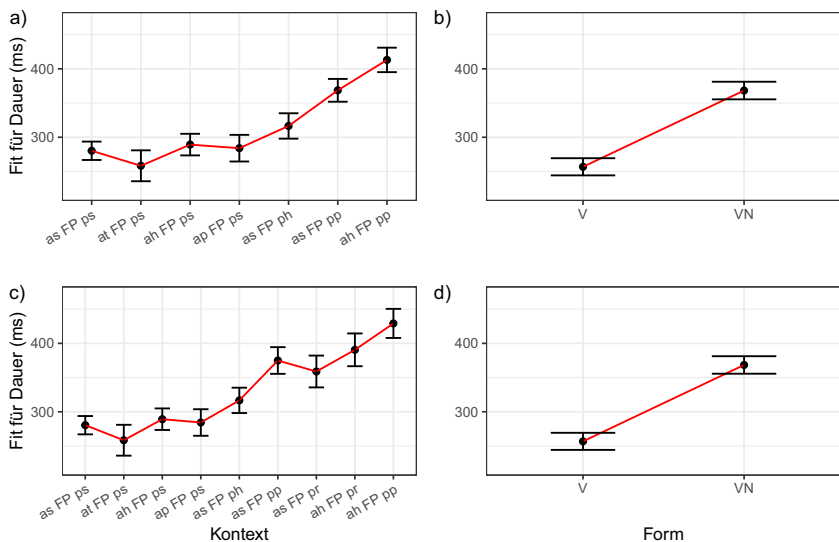 a)
Fit für Dauer (ms)
400
300
as FP ps
at FP ps
ah FP ps
ap FP ps
as FP ph
as FP pp
ah FP pp
b)
400
300
V
VN
c)
Fit für Dauer (ms)
400
300
as FP ps
at FP ps
ah FP ps
ap FP ps
as FP ph
as FP pp
as FP pr
ah FP pr
ah FP pp
Kontext
d)
400
300
V
VN
Form